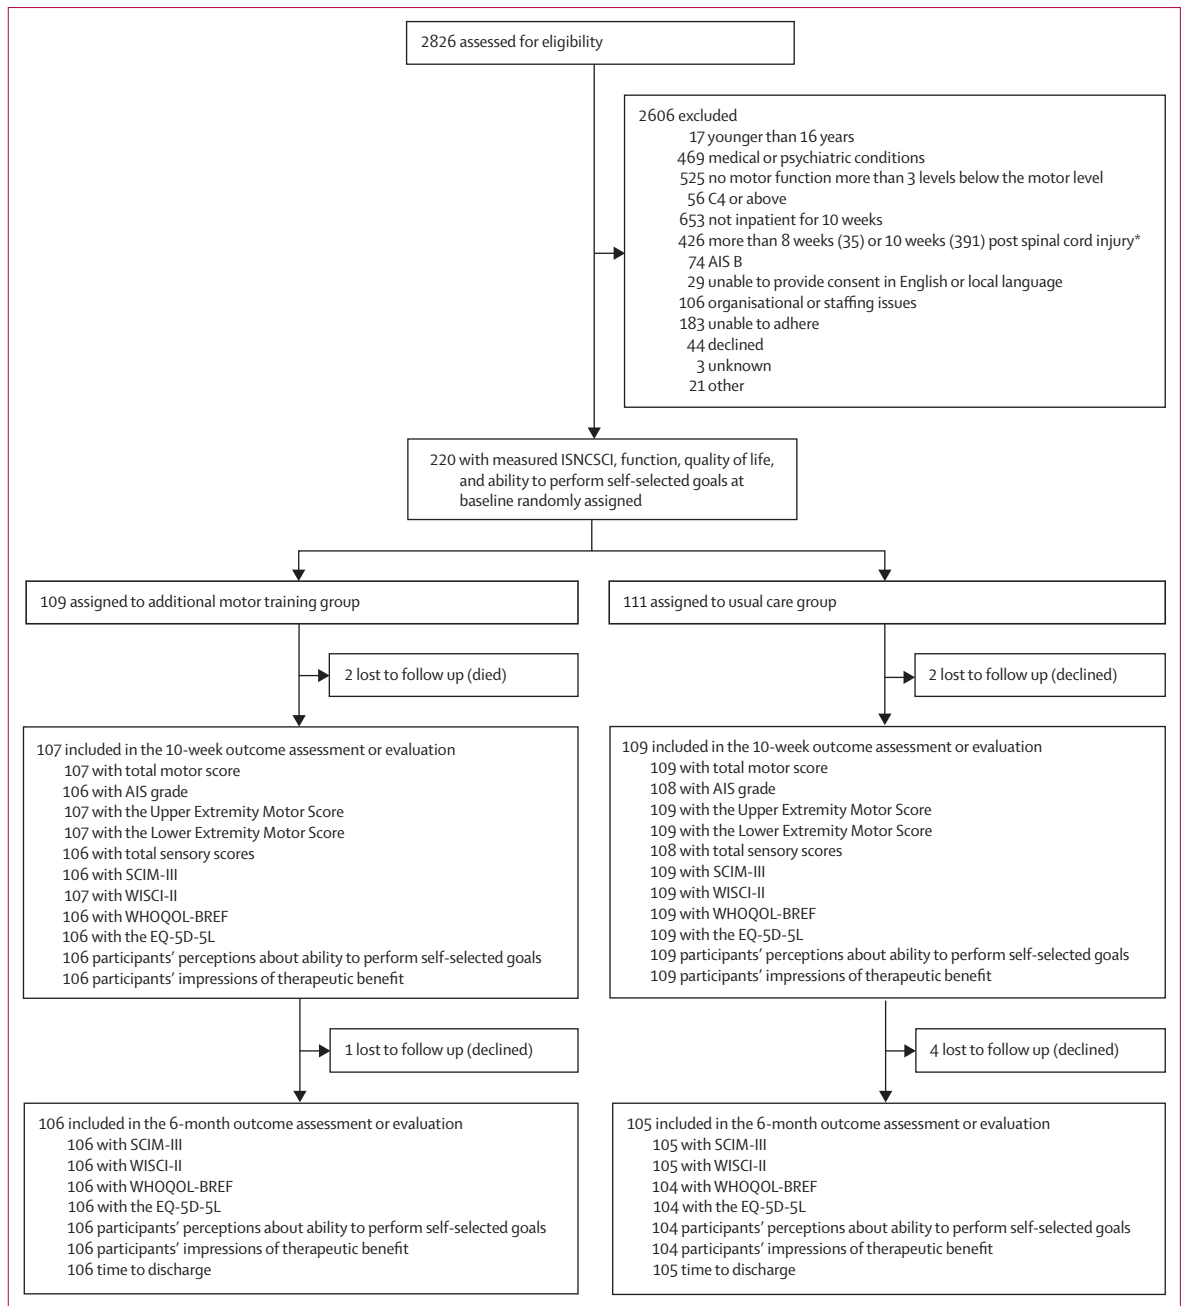 2826 assessed for eligibility
2606 excluded
17 younger than 16 years
469 medical or psychiatric conditions
525 no motor function more than 3 levels below the motor level
56 C4 or above
653 not inpatient for 10 weeks
426 more than 8 weeks (35) or 10 weeks (391) post spinal cord injury*
74 AIS B
29 unable to provide consent in English or local language
106 organisational or staffing issues
183 unable to adhere
44 declined
3 unknown
21 other
220 with measured ISNCSCI, function, quality of life,
and ability to perform self-selected goals at
baseline randomly assigned
109 assigned to additional motor training group
2 lost to follow up (died)
107 included in the 10-week outcome assessment or evaluation
107 with total motor score
106 with AIS grade
107 with the Upper Extremity Motor Score
107 with the Lower Extremity Motor Score
106 with total sensory scores
106 with SCIM-III
107 with WISCI-II
106 with WHOQOL-BREF
106 with the EQ-5D-5L
106 participants' perceptions about ability to perform self-selected goals
106 participants' impressions of therapeutic benefit
1 lost to follow up (declined)
106 included in the 6-month outcome assessment or evaluation
106 with SCIM-III
106 with WISCI-II
106 with WHOQOL-BREF
106 with the EQ-5D-5L
106 participants' perceptions about ability to perform self-selected goals
106 participants' impressions of therapeutic benefit
106 time to discharge
111 assigned to usual care group
2 lost to follow up (declined)
109 included in the 10-week outcome assessment or evaluation
109 with total motor score
108 with AIS grade
109 with the Upper Extremity Motor Score
109 with the Lower Extremity Motor Score
108 with total sensory scores
109 with SCIM-III
109 with WISCI-II
109 with WHOQOL-BREF
109 with the EQ-5D-5L
109 participants' perceptions about ability to perform self-selected goals
109 participants' impressions of therapeutic benefit
4 lost to follow up (declined)
105 included in the 6-month outcome assessment or evaluation
105 with SCIM-III
105 with WISCI-II
104 with WHOQOL-BREF
104 with the EQ-5D-5L
104 participants' perceptions about ability to perform self-selected goals
104 participants' impressions of therapeutic benefit
105 time to discharge